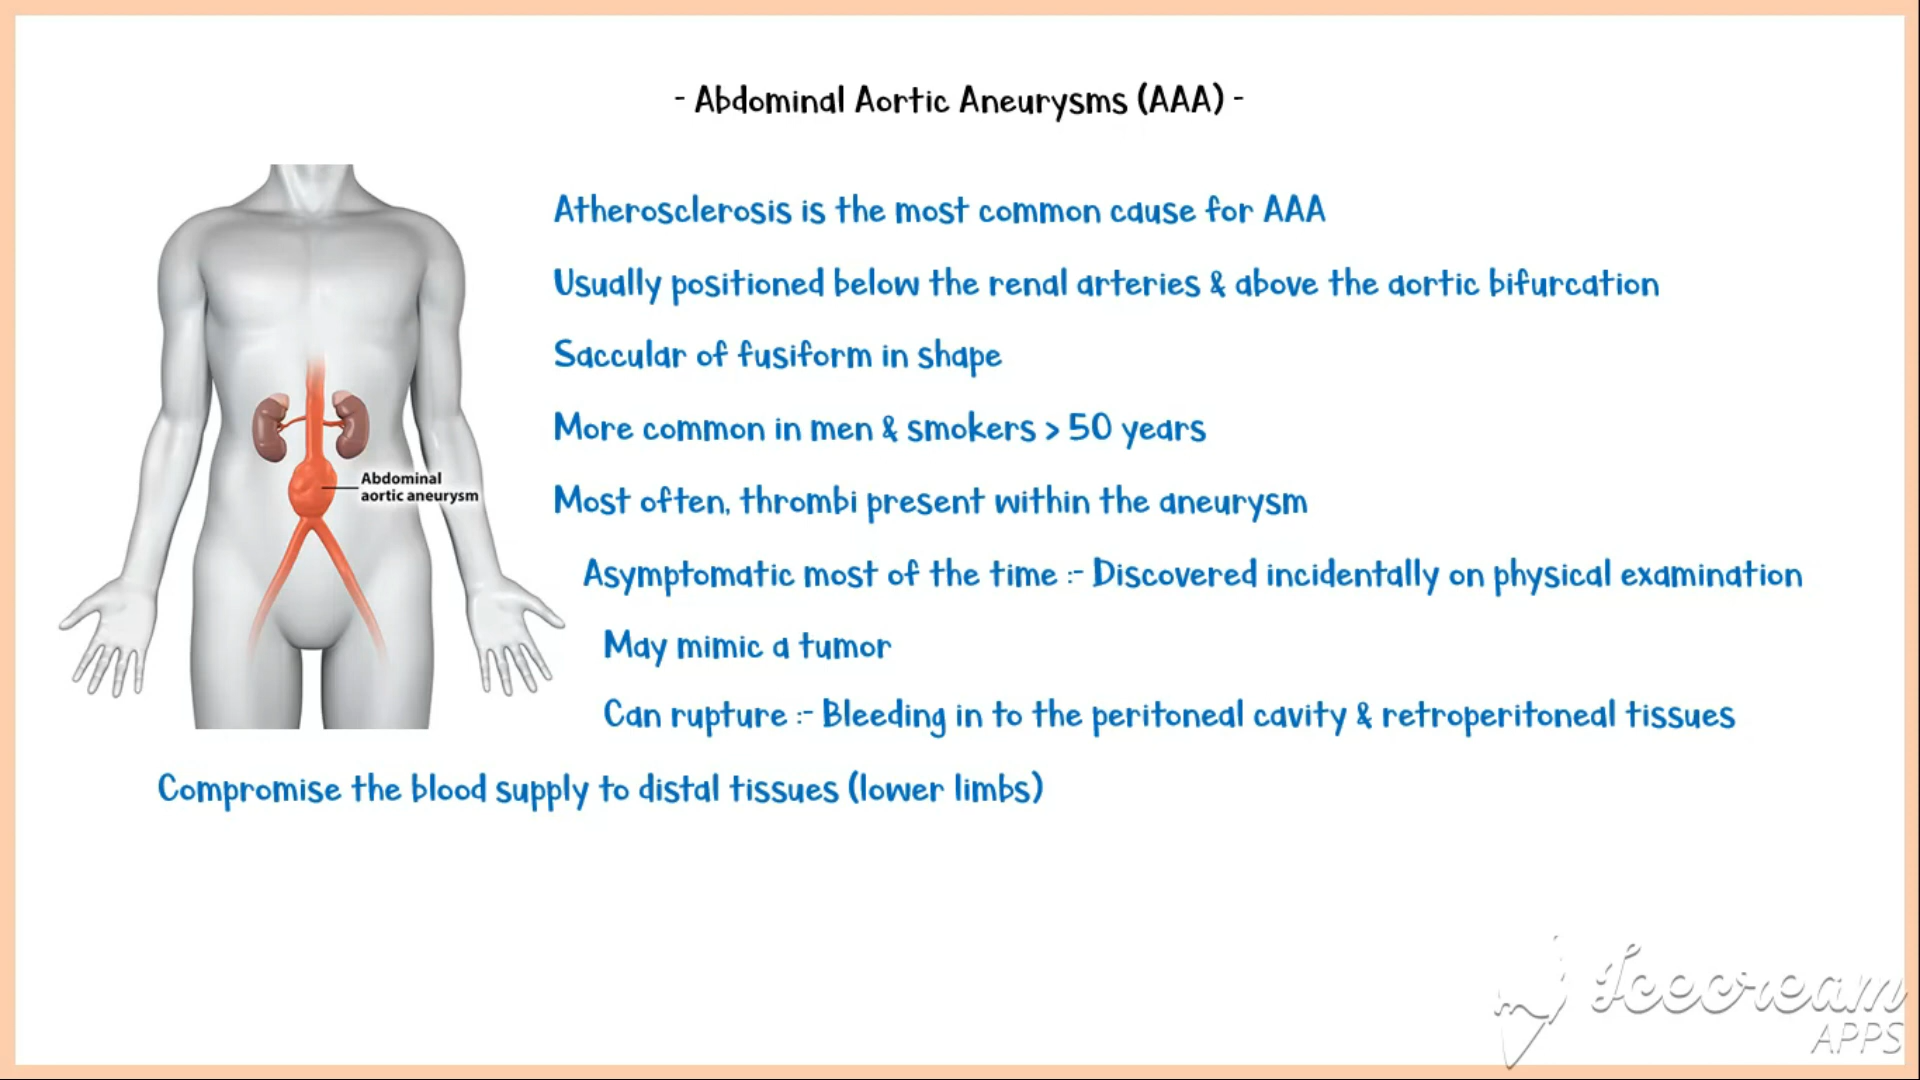 - Abdominal Aortic Aneurysms (AAA) -
Atherosclerosis is the most common cause for AAA
Usually positioned below the renal arteries & above the aortic bifurcation
Saccular of fusiform in shape
More common in men & smokers > 50 years
Abdominal
aortic aneurysm
Most often, thrombi present within the aneurysm
Asymptomatic most of the time :- Discovered incidentally on physical examination
May mimic a tumor
Can rupture :- Bleeding in to the peritoneal cavity & retroperitoneal tissues
Compromise the blood supply to distal tissues (lower limbs)
Icecream
APPS